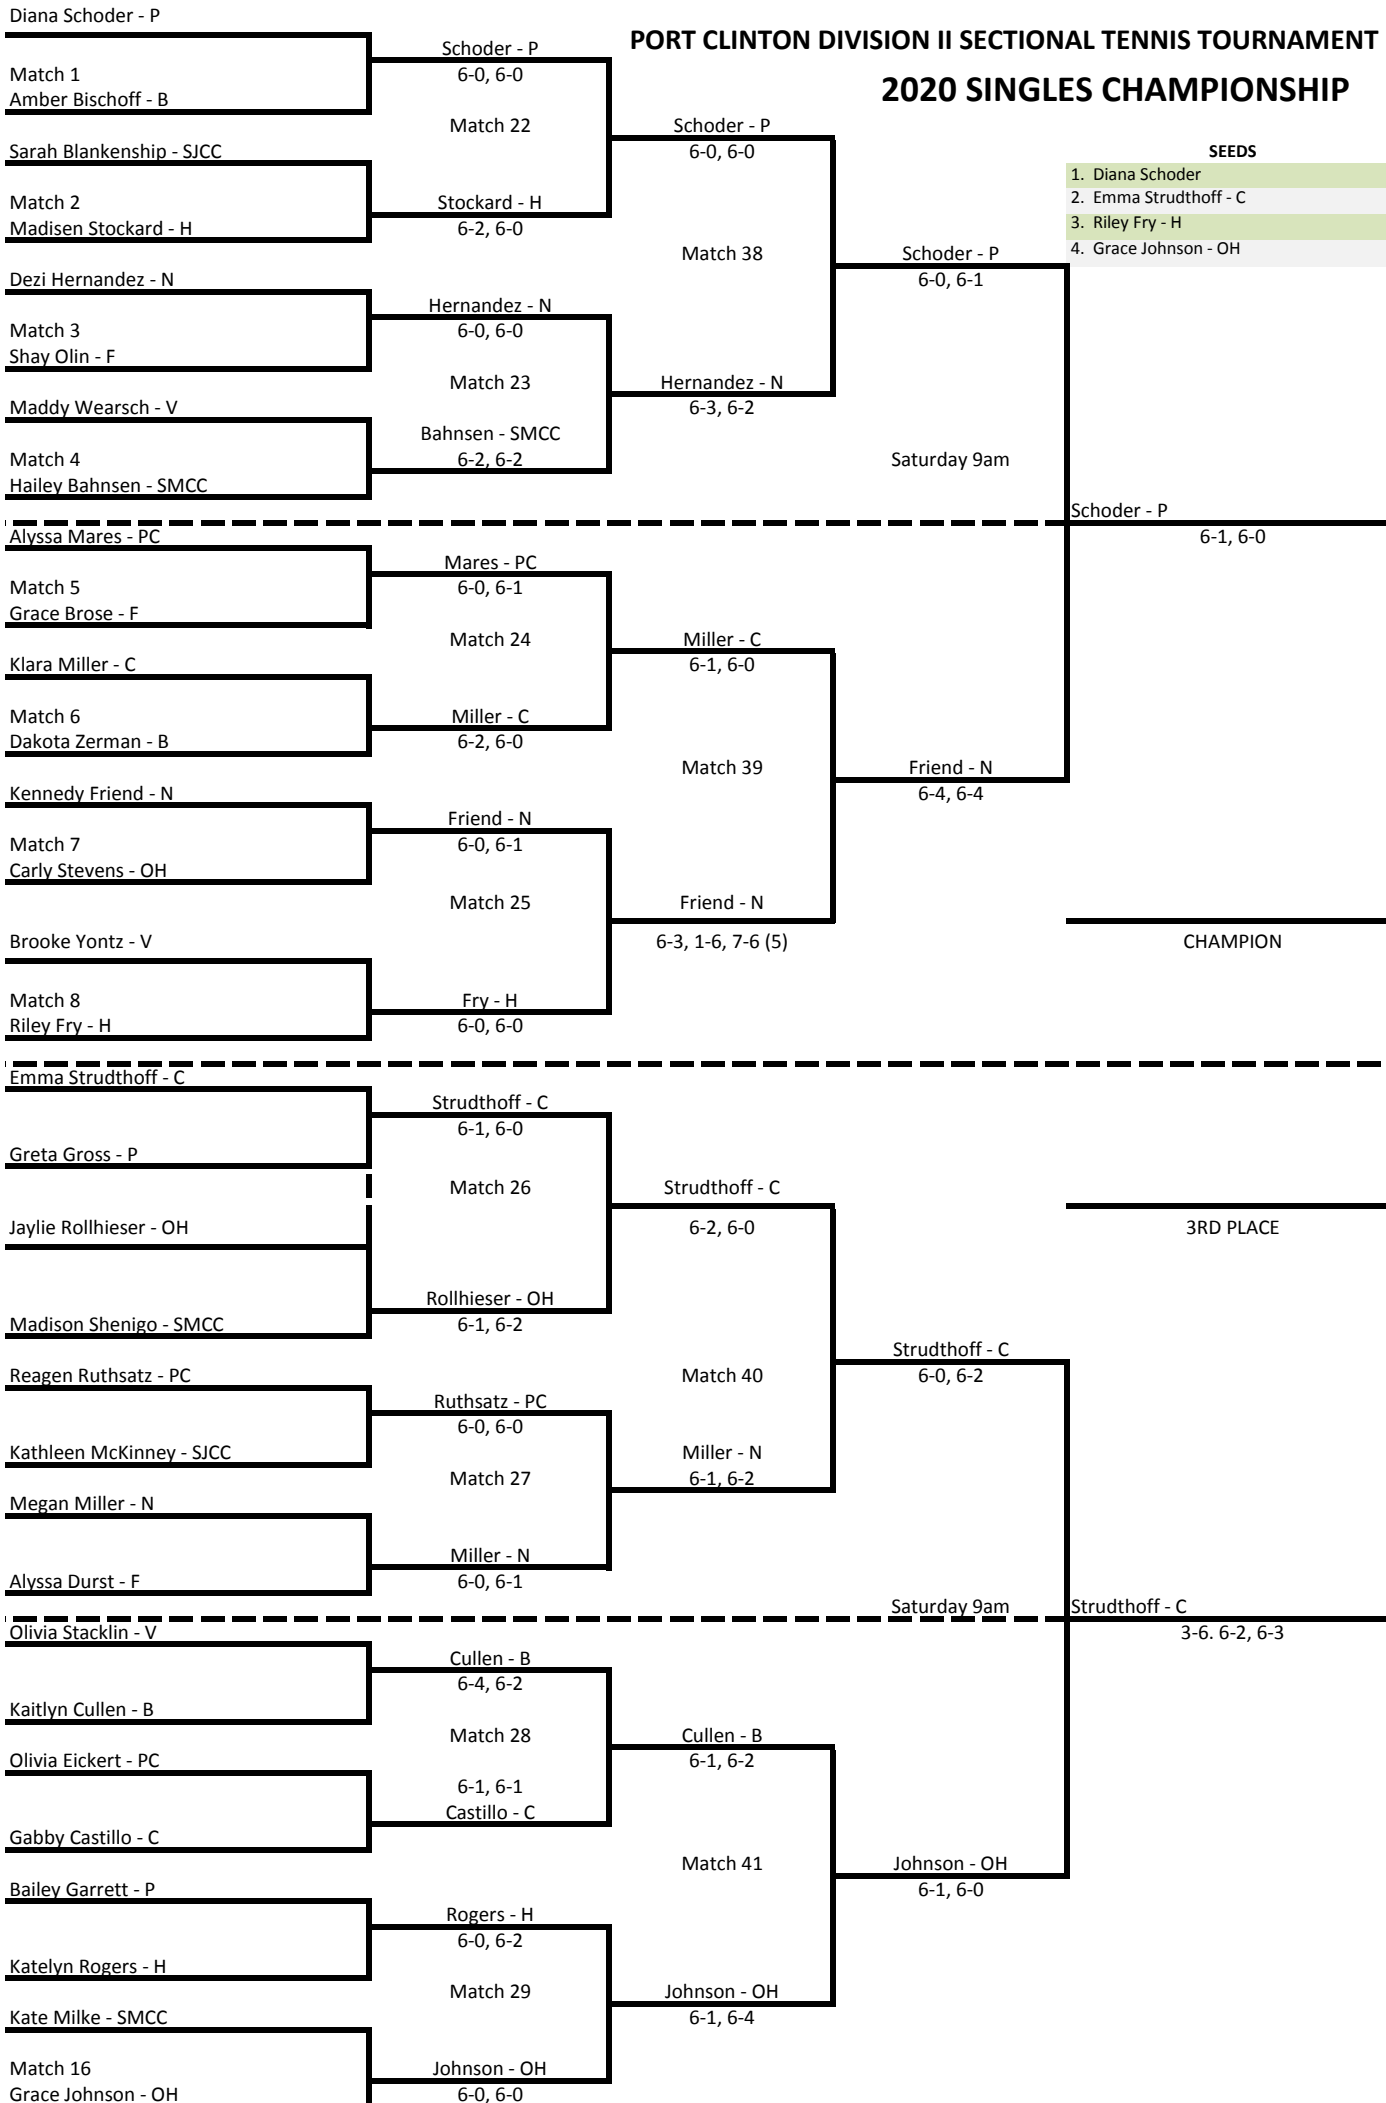 Diana Schoder - P
PORT CLINTON DIVISION II SECTIONAL TENNIS TOURNAMENT
2020 SINGLES CHAMPIONSHIP
Schoder - P
6-0, 6-0
Match 1
Amber Bischoff - B
Match 22
Schoder - P
6-0, 6-0
Sarah Blankenship - SJCC
SEEDS
1. Diana Schoder
2. Emma Strudthoff - C
3. Riley Fry - H
4. Grace Johnson - OH
Match 2
Madisen Stockard - H
Stockard - H
6-2, 6-0
Match 38
Schoder - P
6-0, 6-1
Dezi Hernandez - N
Hernandez - N
6-0, 6-0
Match 3
Shay Olin - F
Match 23
Hernandez - N
6-3, 6-2
Maddy Wearsch - V
Bahnsen - SMCC
6-2, 6-2
Match 4
Hailey Bahnsen - SMCC
Saturday 9am
Schoder - P
6-1, 6-0
Alyssa Mares - PC
Mares - PC
6-0, 6-1
Match 5
Grace Brose - F
Match 24
Miller - C
6-1, 6-0
Klara Miller - C
Match 6
Dakota Zerman - B
Miller - C
6-2, 6-0
Match 39
Friend - N
6-4, 6-4
Kennedy Friend - N
Friend - N
6-0, 6-1
Match 7
Carly Stevens - OH
Match 25
Friend - N
6-3, 1-6, 7-6 (5)
CHAMPION
Brooke Yontz - V
Match 8
Riley Fry - H
Fry - H
6-0, 6-0
Emma Strudthoff - C
Strudthoff - C
6-1, 6-0
Greta Gross - P
Match 26
Strudthoff - C
6-2, 6-0
3RD PLACE
Jaylie Rollhieser - OH
Rollhieser - OH
6-1, 6-2
Madison Shenigo - SMCC
Strudthoff - C
6-0, 6-2
Reagen Ruthsatz - PC
Match 40
Ruthsatz - PC
6-0, 6-0
Kathleen McKinney - SJCC
Match 27
Miller - N
6-1, 6-2
Megan Miller - N
Miller - N
6-0, 6-1
Alyssa Durst - F
Saturday 9am
Strudthoff - C
3-6. 6-2, 6-3
Olivia Stacklin - V
Cullen - B
6-4, 6-2
Kaitlyn Cullen - B
Match 28
Cullen - B
6-1, 6-2
Olivia Eickert - PC
6-1, 6-1
Castillo - C
Gabby Castillo - C
Match 41
Johnson - OH
6-1, 6-0
Bailey Garrett - P
Rogers - H
6-0, 6-2
Katelyn Rogers - H
Match 29
Johnson - OH
6-1, 6-4
Kate Milke - SMCC
Match 16
Grace Johnson - OH
Johnson - OH
6-0, 6-0